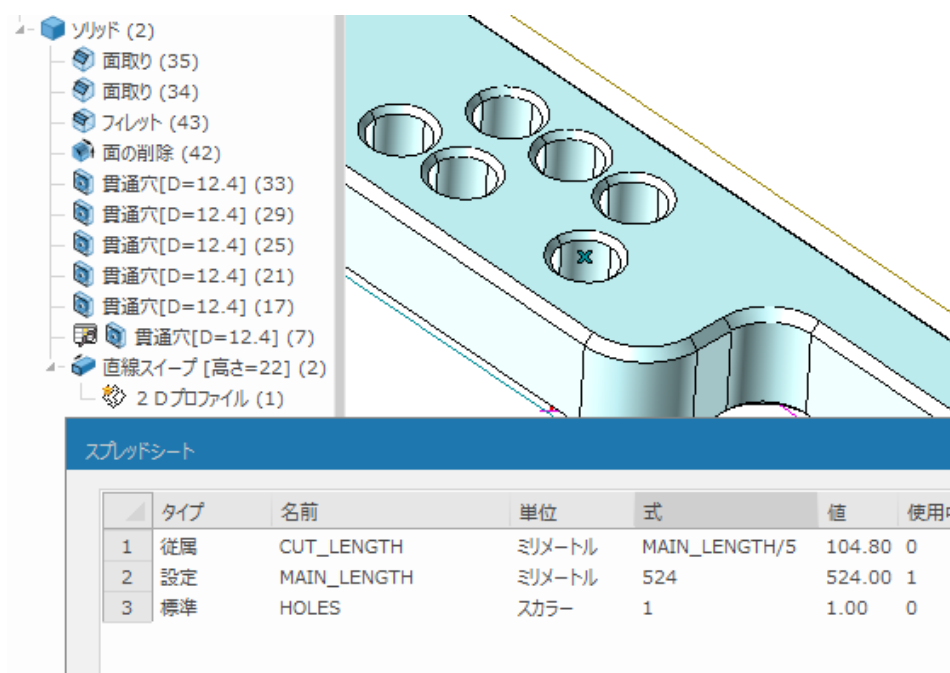 ソリッド (2)
面取り (35)
面取り (34)
フィレット (43)
面の削除 (42)
貫通穴[D=12.4] (33)
貫通穴[D=12.4] (29)
貫通穴[D=12.4] (25)
貫通穴[D=12.4] (21)
貫通穴[D=12.4] (17)
貫通穴[D=12.4] (7)
直線スイープ [高さ=22] (2)
2 Dプロファイル (1)
スプレッドシート
タイプ 名前 単位 式 値 使用中
1 従属 CUT_LENGTH ミリメートル MAIN_LENGTH/5 104.80 0
2 設定 MAIN_LENGTH ミリメートル 524 524.00 1
3 標準 HOLES スカラー 1 1.00 0